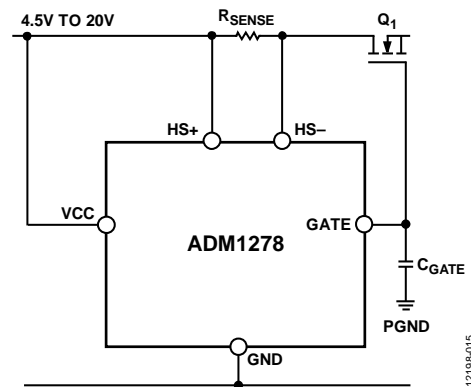 4.5V TO 20V
RSENSE
Q1
HS+
HS–
VCC
ADM1278
GATE
CGATE
PGND
GND
12198-015